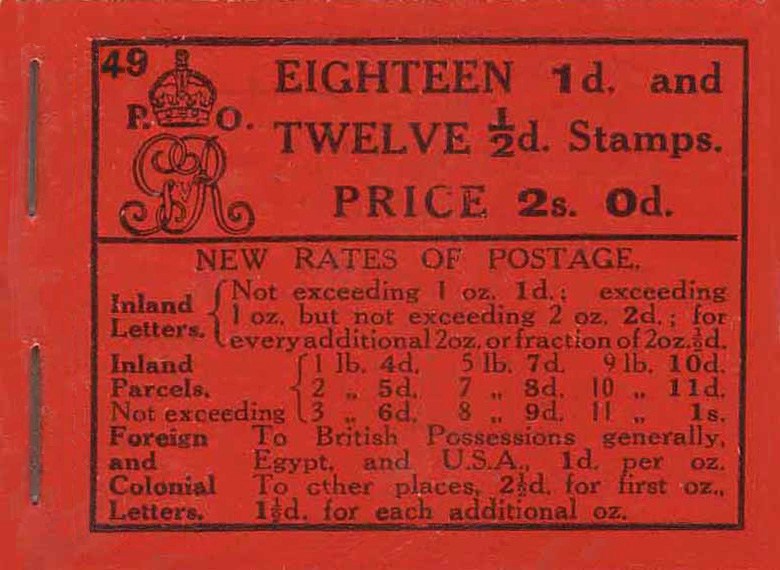 49
P. O.
GvR
EIGHTEEN 1d. and
TWELVE ½d. Stamps.
PRICE 2s. 0d.
NEW RATES OF POSTAGE.
Inland Letters. { Not exceeding 1 oz. 1d.; exceeding
1 oz. but not exceeding 2 oz. 2d.; for
every additional 2oz. or fraction of 2oz. ½d.
Inland { 1 lb. 4d. 5 lb. 7d. 9 lb. 10d.
Parcels. 2 „ 5d. 7 „ 8d. 10 „ 11d.
Not exceeding 3 „ 6d. 8 „ 9d. 11 „ 1s.
Foreign To British Possessions generally,
and Egypt, and U.S.A., 1d. per oz.
Colonial To other places, 2½d. for first oz.,
Letters. 1½d. for each additional oz.